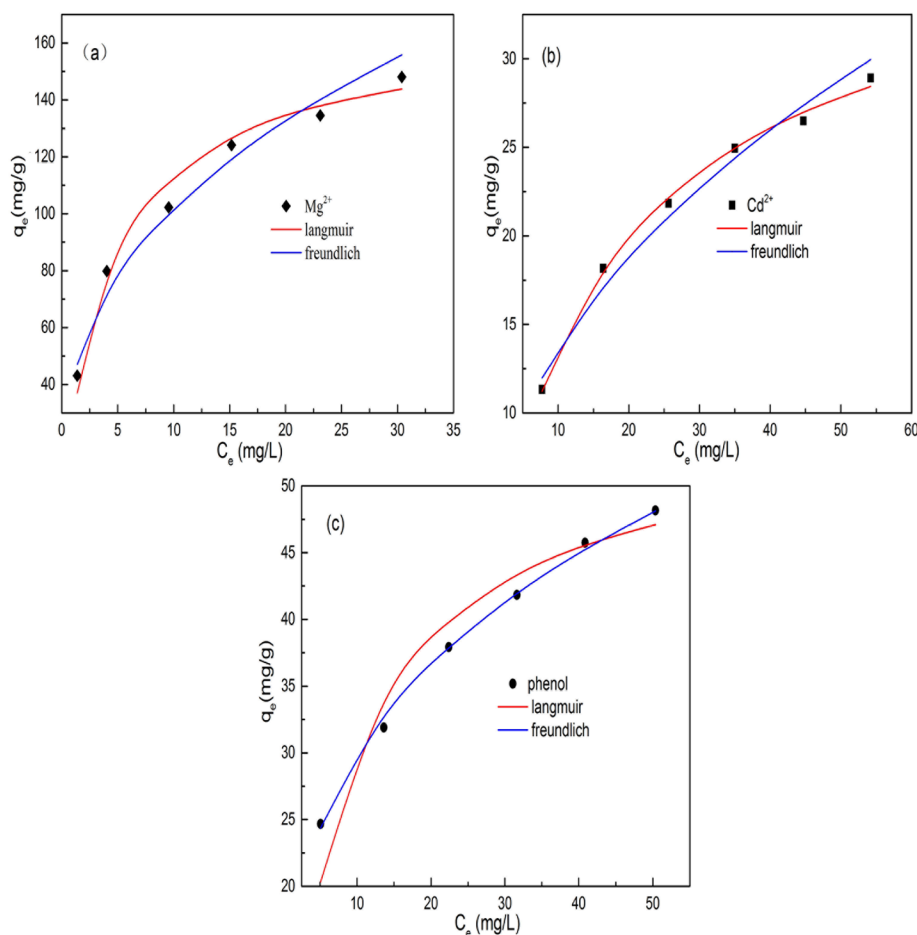 (a)
160
140
120
100
80
60
40
qe(mg/g)
Mg2+
langmuir
freundlich
0 5 10 15 20 25 30 35
Ce (mg/L)
(b)
30
25
20
15
10
qe(mg/g)
Cd2+
langmuir
freundlich
10 20 30 40 50 60
Ce (mg/L)
(c)
50
45
40
35
30
25
20
qe(mg/g)
phenol
langmuir
freundlich
10 20 30 40 50
Ce (mg/L)